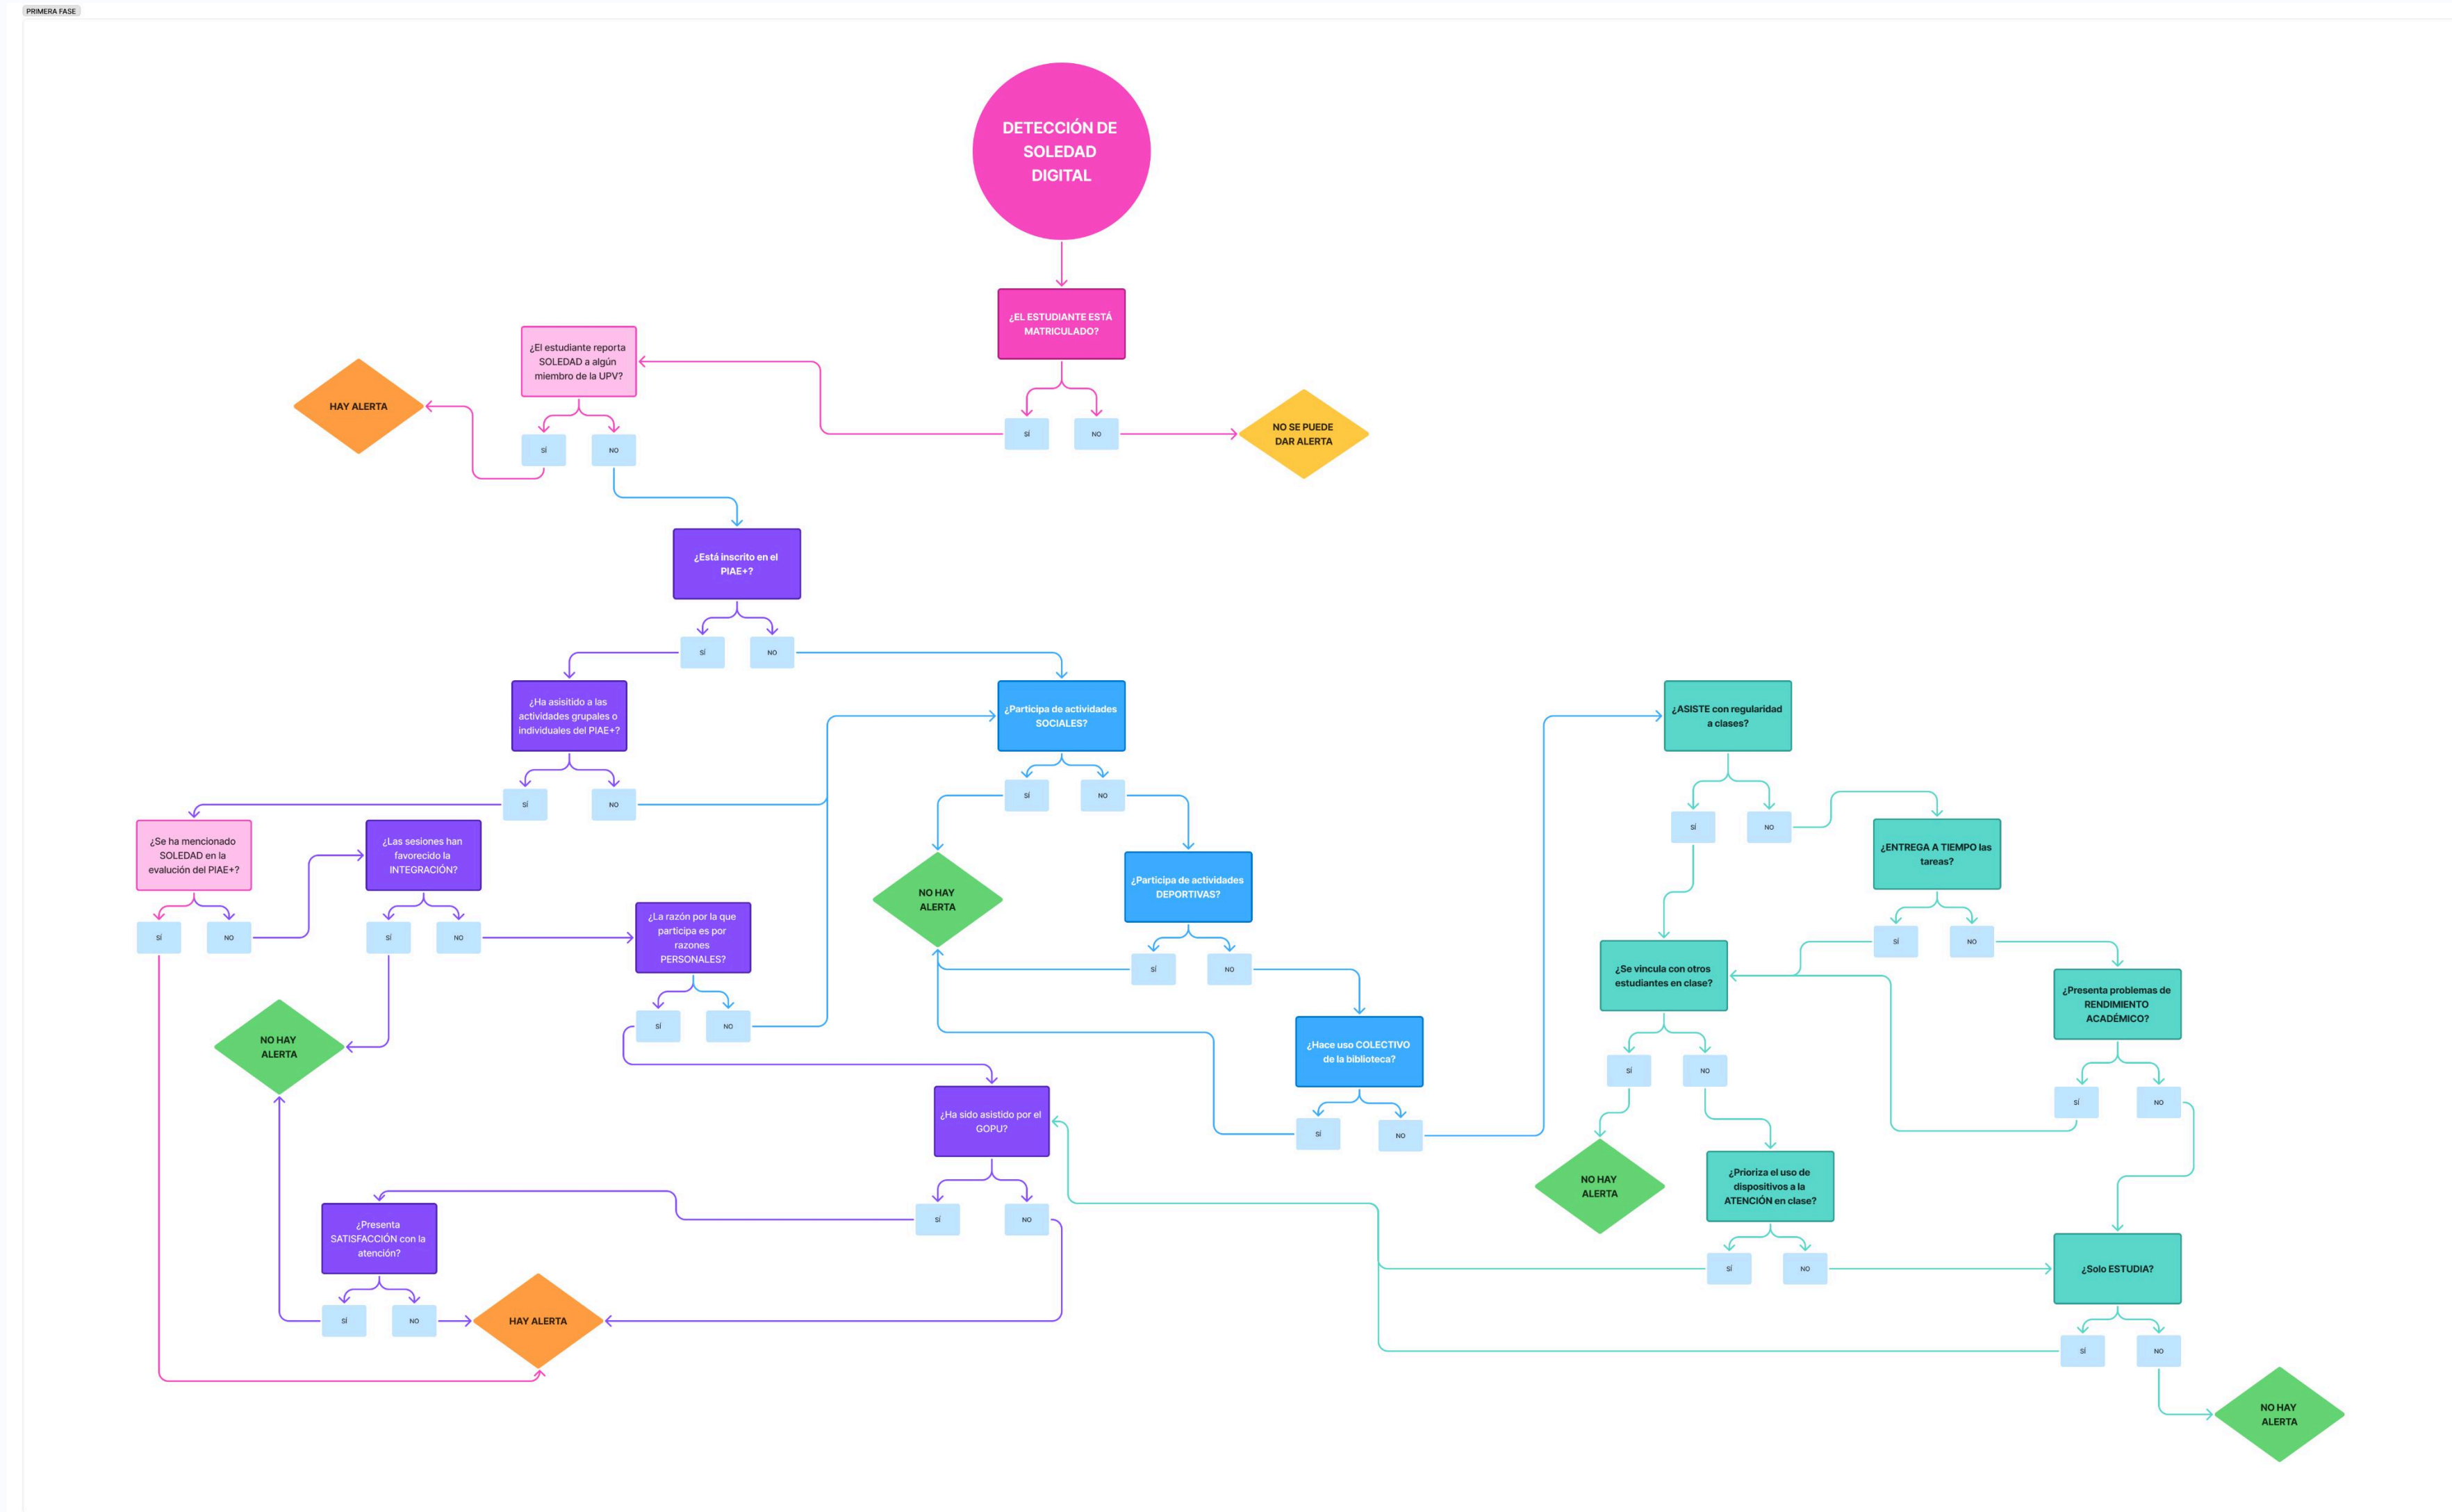 PRIMERA FASE
DETECCIÓN DE
SOLEDAD
DIGITAL
¿EL ESTUDIANTE ESTÁ
MATRICULADO?
SÍ
NO
NO SE PUEDE
DAR ALERTA
¿El estudiante reporta
SOLEDAD a algún
miembro de la UPV?
SÍ
NO
HAY ALERTA
¿Está inscrito en el
PIAE+?
SÍ
NO
¿Ha asisitído a las
actividades grupales o
individuales del PIAE+?
SÍ
NO
¿Se ha mencionado
SOLEDAD en la
evalución del PIAE+?
SÍ
NO
¿Las sesiones han
favorecido la
INTEGRACIÓN?
SÍ
NO
¿La razón por la que
participa es por
razones
PERSONALES?
SÍ
NO
NO HAY
ALERTA
¿Ha sido asistido por el
GOPU?
SÍ
NO
¿Presenta
SATISFACCIÓN con la
atención?
SÍ
NO
HAY ALERTA
¿Participa de actividades
SOCIALES?
SÍ
NO
NO HAY
ALERTA
¿Participa de actividades
DEPORTIVAS?
SÍ
NO
¿Hace uso COLECTIVO
de la biblioteca?
SÍ
NO
¿ASISTE con regularidad
a clases?
SÍ
NO
¿ENTREGA A TIEMPO las
tareas?
SÍ
NO
¿Se vincula con otros
estudiantes en clase?
SÍ
NO
¿Presenta problemas de
RENDIMIENTO
ACADÉMICO?
SÍ
NO
NO HAY
ALERTA
¿Prioriza el uso de
dispositivos a la
ATENCIÓN en clase?
SÍ
NO
¿Solo ESTUDIA?
SÍ
NO
NO HAY
ALERTA